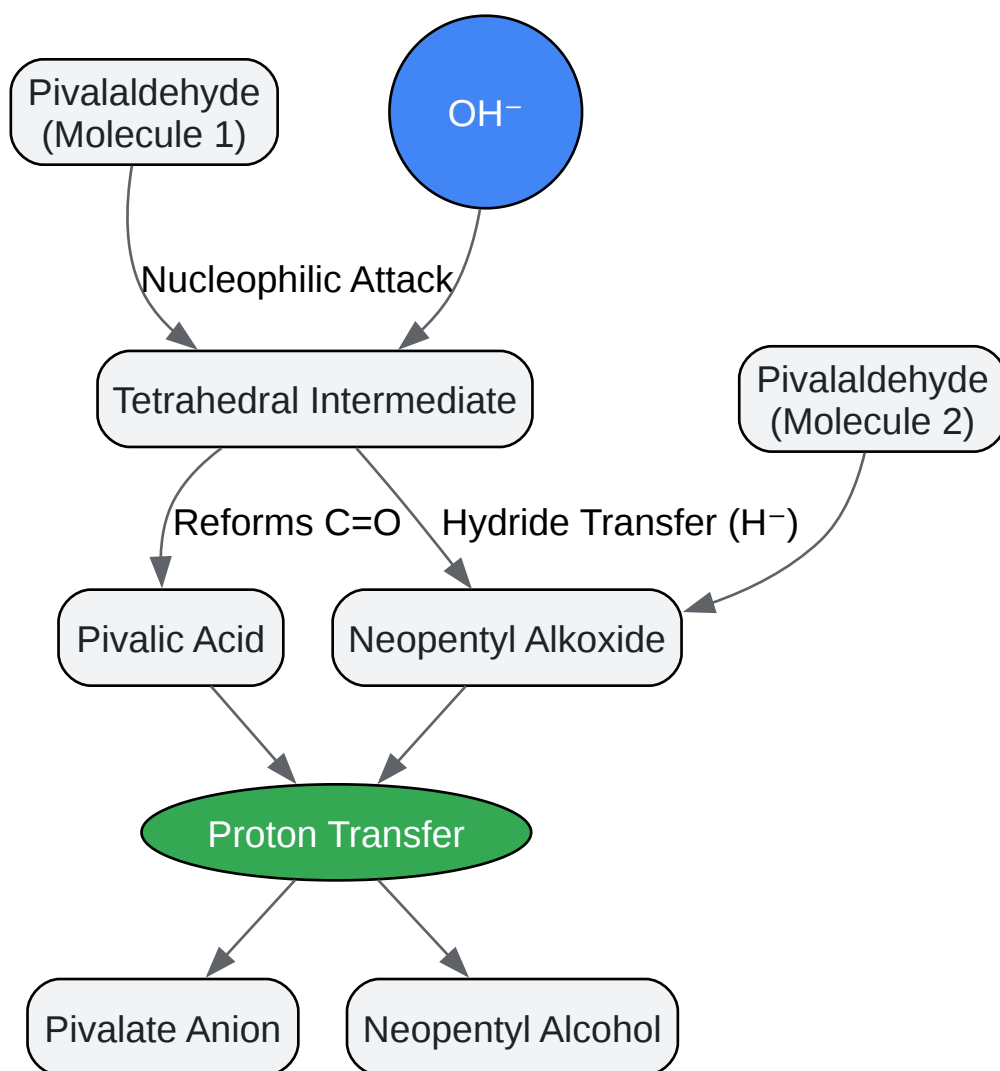 Pivalaldehyde
(Molecule 1)
OH⁻
Nucleophilic Attack
Tetrahedral Intermediate
Pivalaldehyde
(Molecule 2)
Reforms C=O
Hydride Transfer (H⁻)
Pivalic Acid
Neopentyl Alkoxide
Proton Transfer
Pivalate Anion
Neopentyl Alcohol